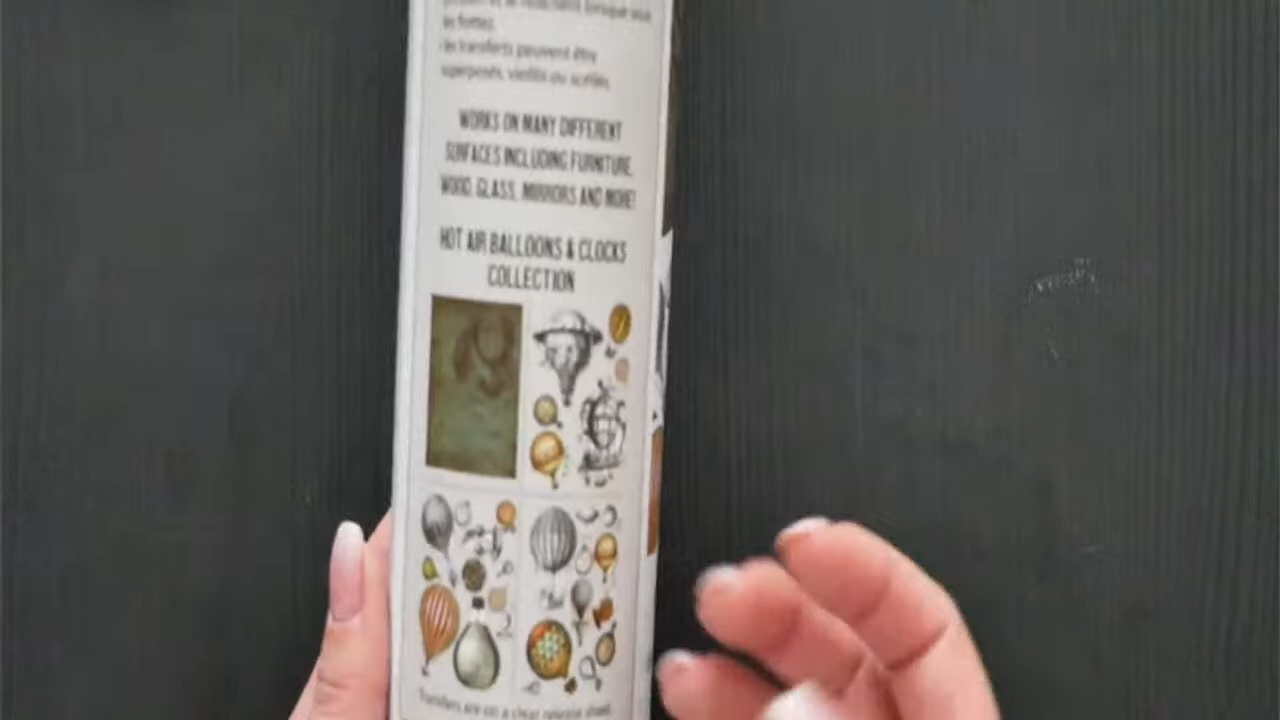 les transferts peuvent être
superposés, vieillis ou scellés.
WORKS ON MANY DIFFERENT
SURFACES INCLUDING FURNITURE,
WOOD, GLASS, MIRRORS AND MORE!
HOT AIR BALLOONS & CLOCKS
COLLECTION
Transfers are on a clear release sheet